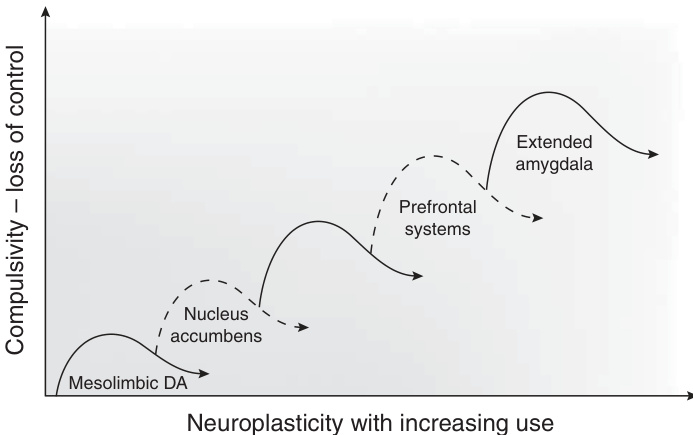 Compulsivity – loss of control
Extended
amygdala
Prefrontal
systems
Nucleus
accumbens
Mesolimbic DA
Neuroplasticity with increasing use